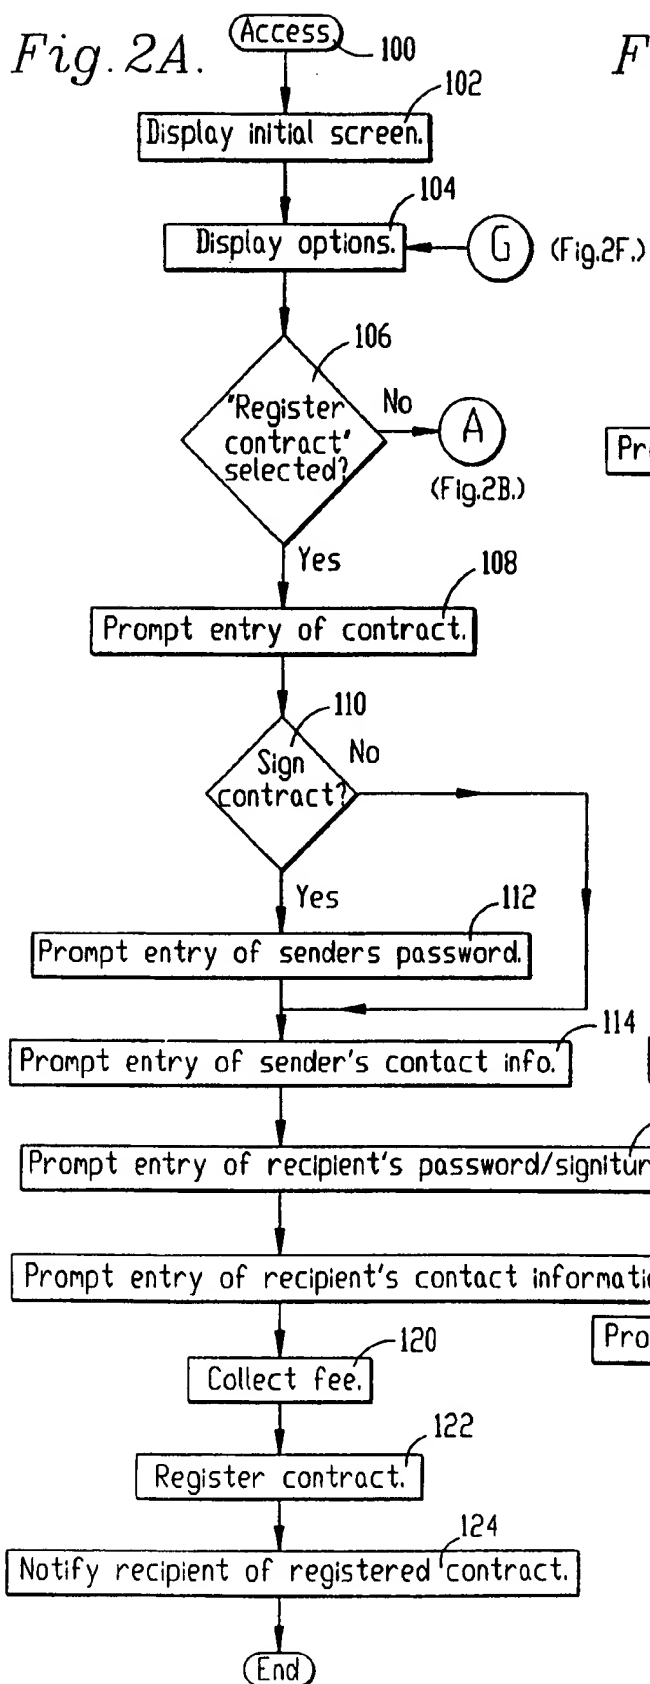 Fig. 2A.
Access.
100
F
102
Display initial screen.
104
Display options.
G
(Fig.2F.)
106
"Register
contract"
selected?
No
A
(Fig.2B.)
Yes
108
Prompt entry of contract.
110
Sign
contract?
No
Yes
112
Prompt entry of senders password.
114
Prompt entry of sender's contact info.
Prompt entry of recipient's password/signitur
Prompt entry of recipient's contact informati
Pro
120
Collect fee.
122
Register contract.
124
Notify recipient of registered contract.
End